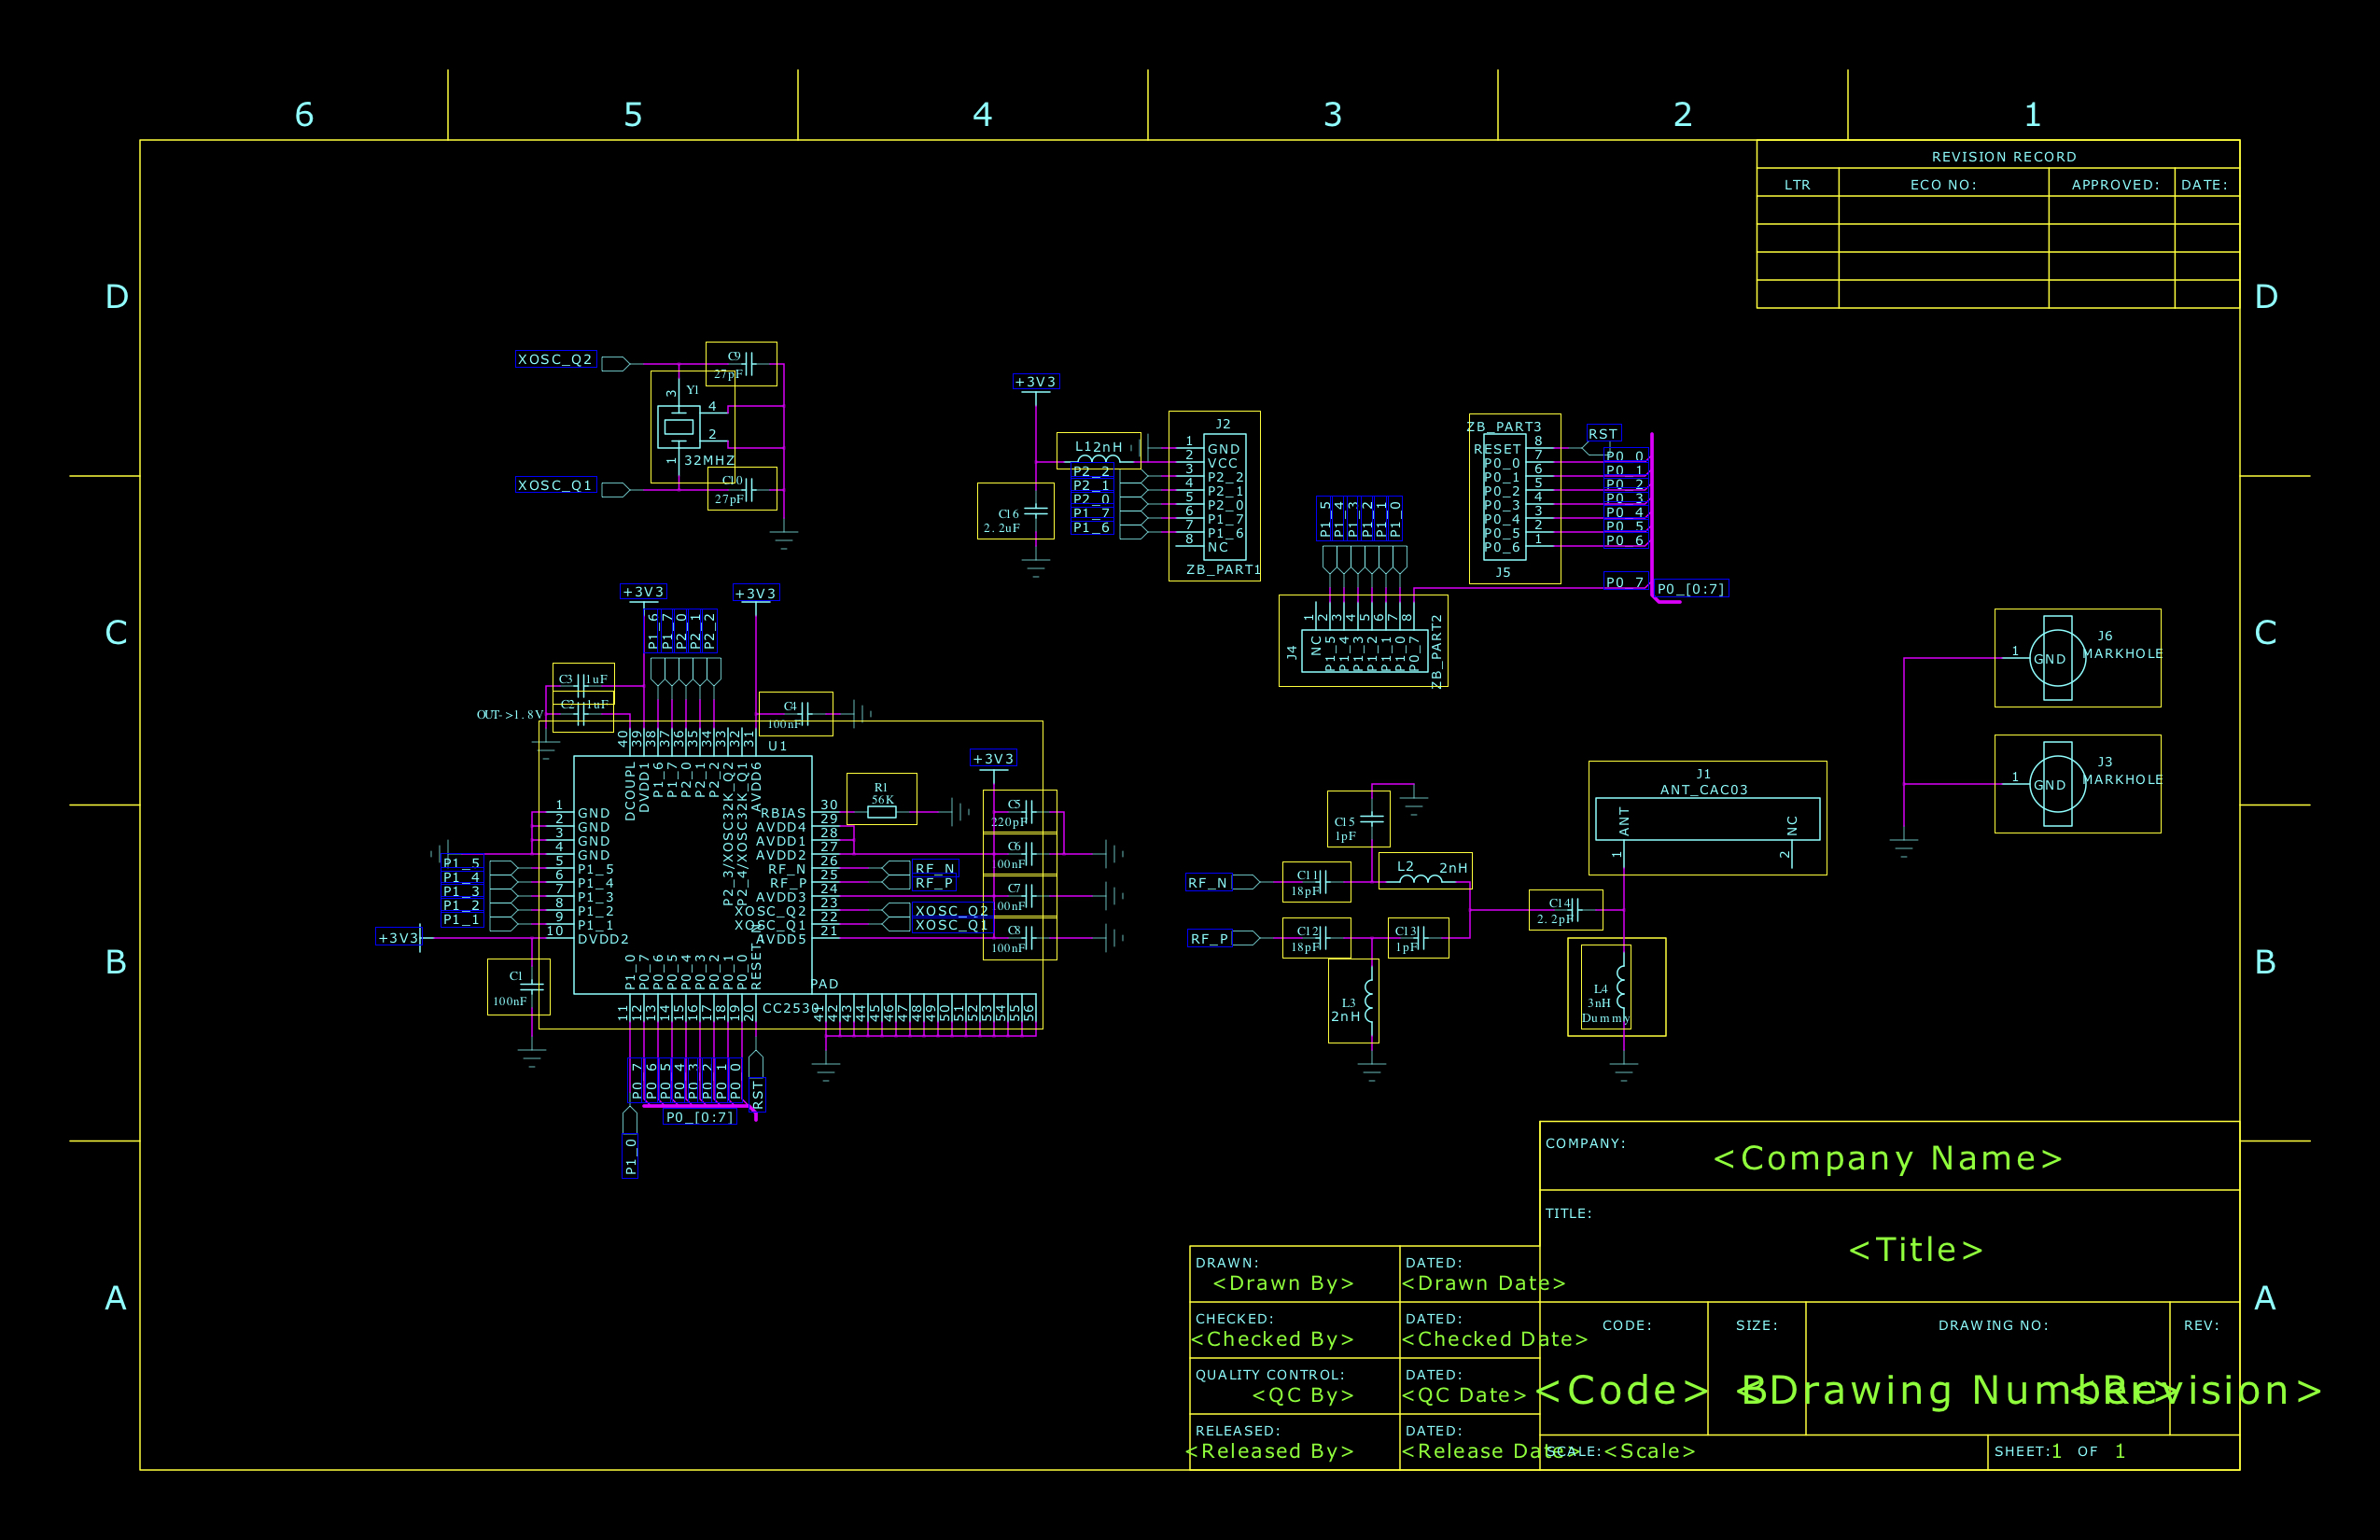 6 5 4 3 2 1
REVISION RECORD
LTR ECO NO: APPROVED: DATE:
D D
XOSC_Q2
C9
27pF
3
Y1
4
2
1
32MHZ
XOSC_Q1
C10
27pF
+3V3
L1 2nH
C16
2.2uF
P2_2
P2_1
P2_0
P1_7
P1_6
J2
1 GND
2 VCC
3 P2_2
4 P2_1
5 P2_0
6 P1_7
7 P1_6
8 NC
ZB_PART1
ZB_PART3
RESET 8 RST
P0_0 7 P0_0
P0_1 6 P0_1
P0_2 5 P0_2
P0_3 4 P0_3
P0_4 3 P0_4
P0_5 2 P0_5
P0_6 1 P0_6
J5
P0_7
P0_[0:7]
P1_5
P1_4
P1_3
P1_2
P1_1
P1_0
1 2 3 4 5 6 7 8
J4
NC
P1_5
P1_4
P1_3
P1_2
P1_1
P1_0
P0_7
ZB_PART2
C C
J6
MARKHOLE
1 GND
J3
MARKHOLE
1 GND
+3V3
+3V3
P1_6
P1_7
P2_0
P2_1
P2_2
C3 1uF
C2 1uF
OUT->1.8V
C4
100nF
U1
40 39 38 37 36 35 34 33 32 31
DCOUPL
DVDD1
P1_6
P1_7
P2_0
P2_1
P2_2
P2_3/XOSC32K_Q2
P2_4/XOSC32K_Q1
AVDD6
1 GND
2 GND
3 GND
4 GND
5 P1_5
6 P1_4
7 P1_3
8 P1_2
9 P1_1
10 DVDD2
P1_5
P1_4
P1_3
P1_2
P1_1
+3V3
C1
100nF
RBIAS 30
AVDD4 29
AVDD1 28
AVDD2 27
RF_N 26
RF_P 25
AVDD3 24
XOSC_Q2 23
XOSC_Q1 22
AVDD5 21
R1
56K
RF_N
RF_P
XOSC_Q2
XOSC_Q1
+3V3
C5
220pF
C6
00nF
C7
00nF
C8
100nF
P1_0
P0_7
P0_6
P0_5
P0_4
P0_3
P0_2
P0_1
P0_0
RESET_N
PAD
CC2530
11 12 13 14 15 16 17 18 19 20
41 42 43 44 45 46 47 48 49 50 51 52 53 54 55 56
P0_7
P0_6
P0_5
P0_4
P0_3
P0_2
P0_1
P0_0
RST
P0_[0:7]
P1_0
C15
1pF
RF_N
C11
18pF
L2 2nH
RF_P
C12
18pF
C13
1pF
L3
2nH
C14
2.2pF
J1
ANT_CAC03
ANT NC
1 2
L4
3nH
Dummy
B B
A A
COMPANY:
<Company Name>
TITLE:
<Title>
DRAWN: DATED:
<Drawn By> <Drawn Date>
CHECKED: DATED:
<Checked By> <Checked Date>
QUALITY CONTROL: DATED:
<QC By> <QC Date>
RELEASED: DATED:
<Released By> <Release Date>
CODE: SIZE: DRAWING NO: REV:
<Code> B <Drawing Number> <Revision>
SCALE: <Scale> SHEET: 1 OF 1